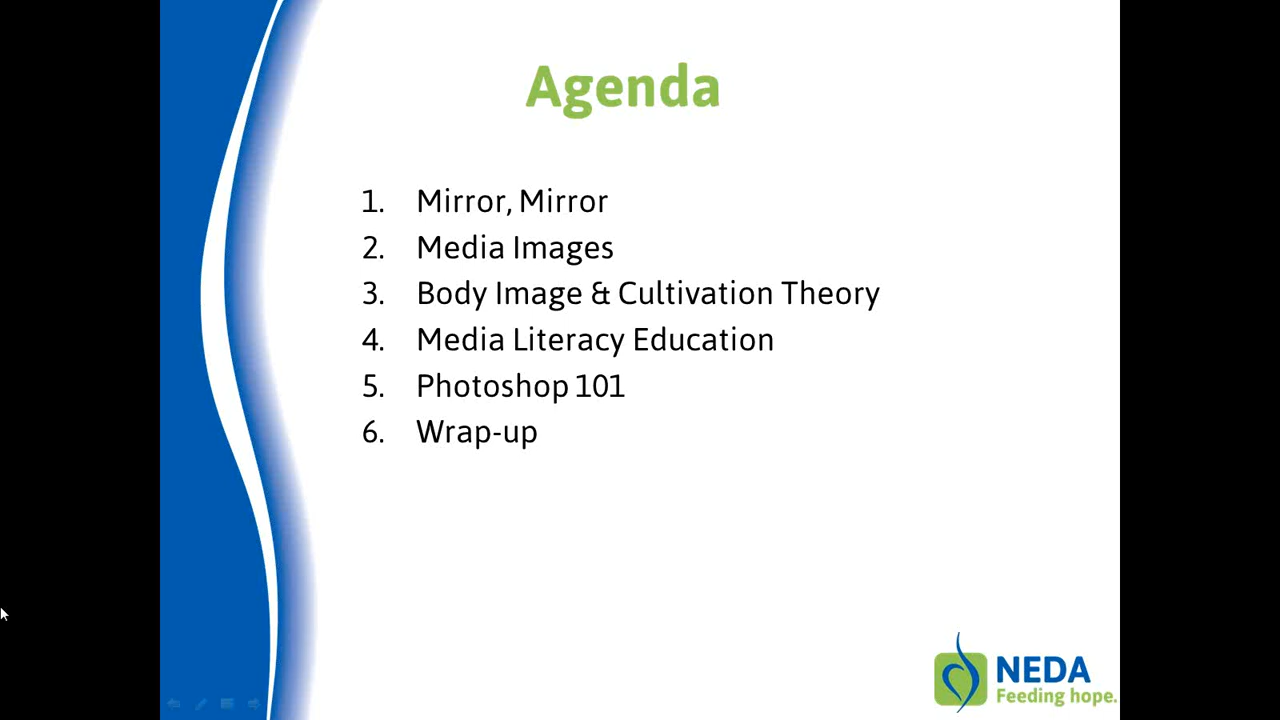 Agenda
1. Mirror, Mirror
2. Media Images
3. Body Image & Cultivation Theory
4. Media Literacy Education
5. Photoshop 101
6. Wrap-up
NEDA
Feeding hope.